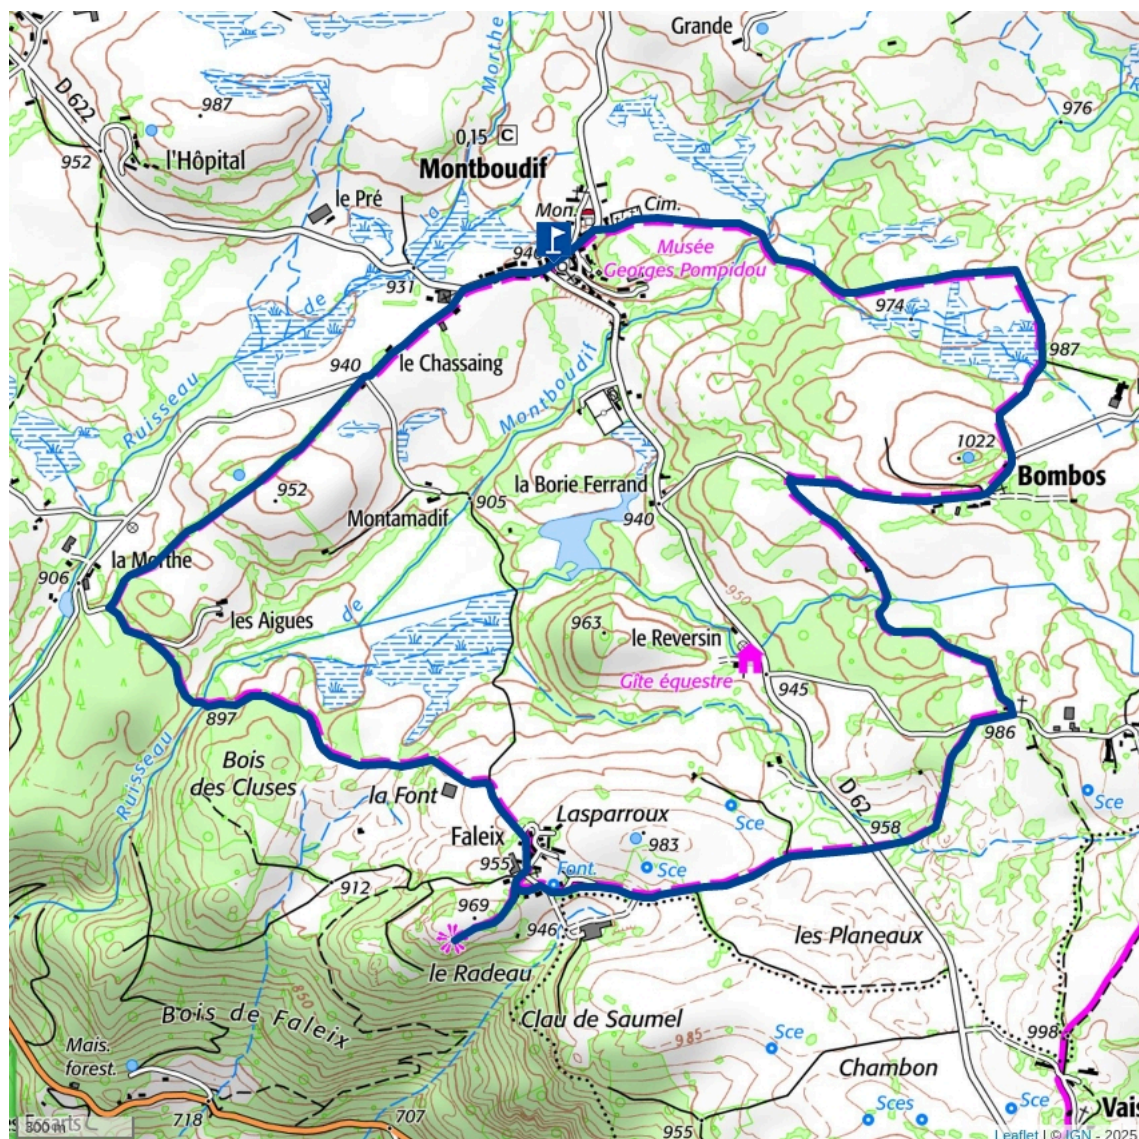 Grande
Morthe
D 622
987
976
0,15 C
952
l'Hôpital
Montboudif
le Pré
Mon.
Cim.
Musée
Georges Pompidou
946
931
de
974
987
940
le Chassaing
Ruisseau
Montboudif
1022
952
la Borie Ferrand
Bombos
905
940
Montamadif
la Morthe
906
950
de
les Aigues
963
le Reversin
Gîte équestre
945
897
986
Ruisseau
Bois
des Cluses
la Font
D 62
Sce
Lasparroux
958
Faleix
983
955
Font.
Sce
912
969
946
les Planeaux
le Radeau
850
Bois de Faleix
Clau de Saumel
985
Sce
998
Mais.
forest.
Chambon
Sce
Sces
Vais
718
707
955
Essarts
300 m
Leaflet | © IGN - 2025